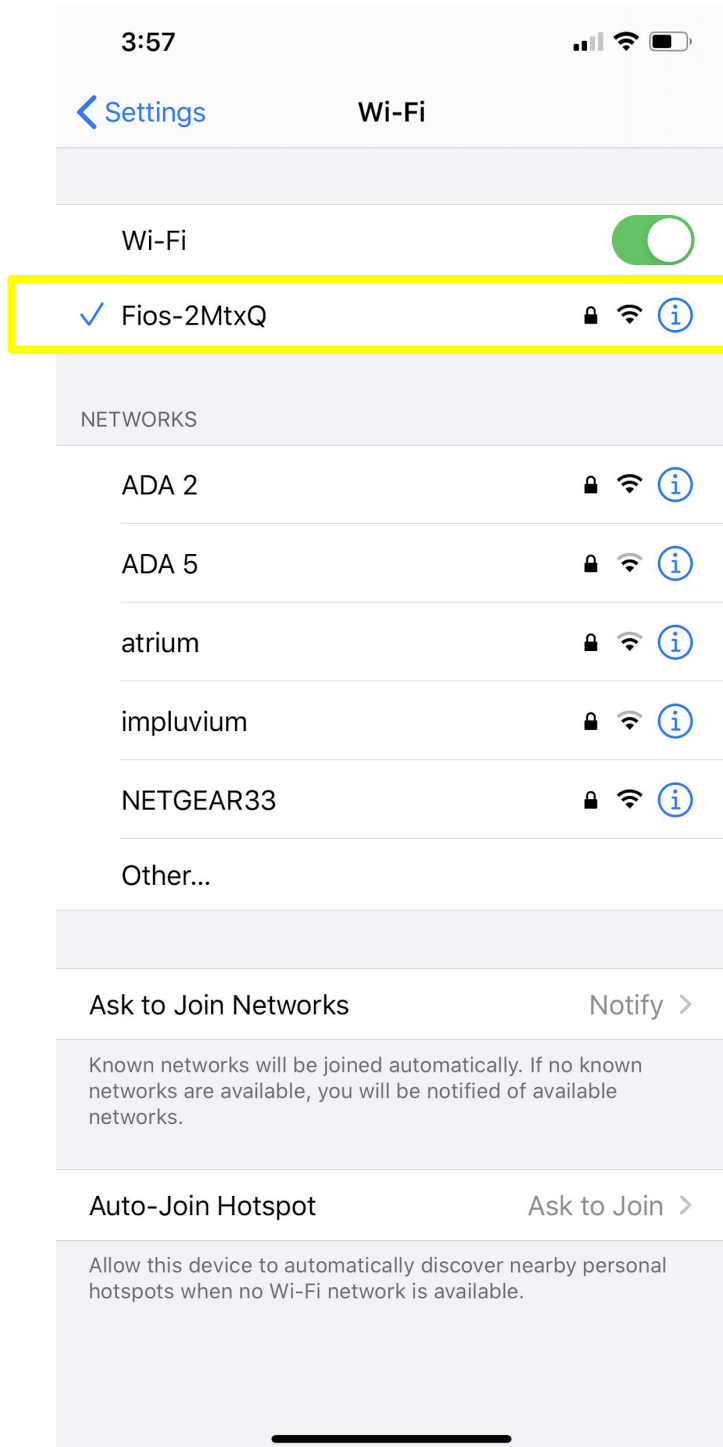 3:57
Settings
Wi-Fi
Wi-Fi
Fios-2MtxQ
NETWORKS
ADA 2
ADA 5
atrium
impluvium
NETGEAR33
Other...
Ask to Join Networks
Notify
Known networks will be joined automatically. If no known
networks are available, you will be notified of available
networks.
Auto-Join Hotspot
Ask to Join
Allow this device to automatically discover nearby personal
hotspots when no Wi-Fi network is available.